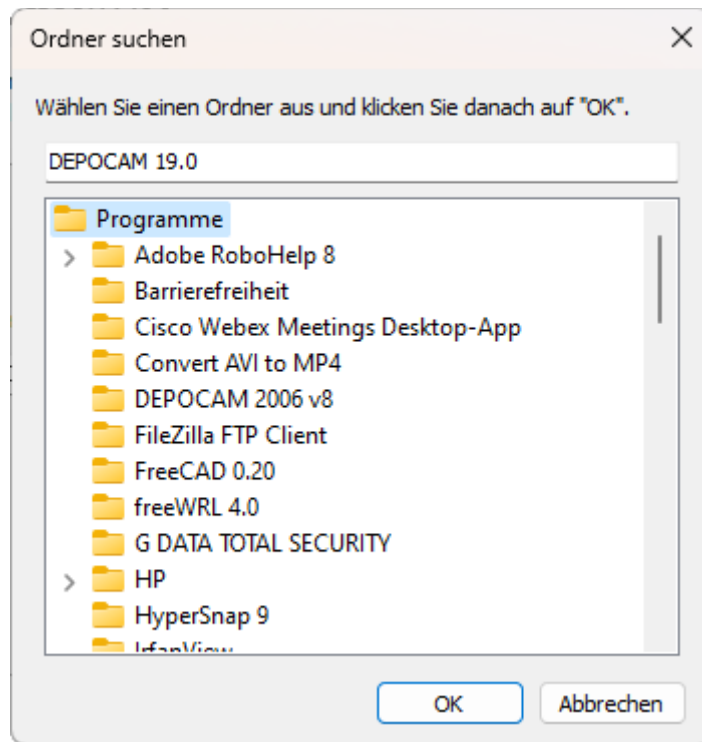 Ordner suchen
Wählen Sie einen Ordner aus und klicken Sie danach auf "OK".
DEPOCAM 19.0
Programme
Adobe RoboHelp 8
Barrierefreiheit
Cisco Webex Meetings Desktop-App
Convert AVI to MP4
DEPOCAM 2006 v8
FileZilla FTP Client
FreeCAD 0.20
freeWRL 4.0
G DATA TOTAL SECURITY
HP
HyperSnap 9
IrfanView
OK Abbrechen